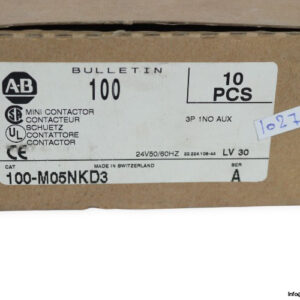 BULLETIN
A-B
100
10
PCS
MINI CONTACTOR
CONTACTEUR
SCHUETZ
CONTATTORE
CONTACTOR
3P 1NO AUX
1027
24V50/60HZ
LV 30
CAT
MADE IN SWITZERLAND
SER
100-M05NKD3
A